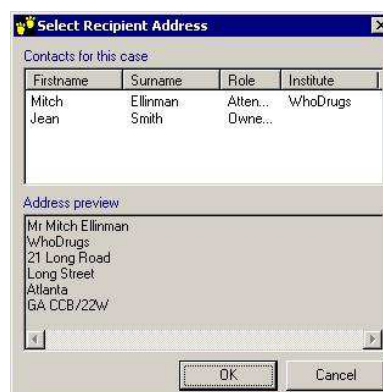 Select Recipient Address
Contacts for this case
Firstname Surname Role Institute
Mitch Ellinman Atten... WhoDrugs
Jean Smith Owne...
Address preview
Mr Mitch Ellinman
WhoDrugs
21 Long Road
Long Street
Atlanta
GA CCB/22W
OK Cancel